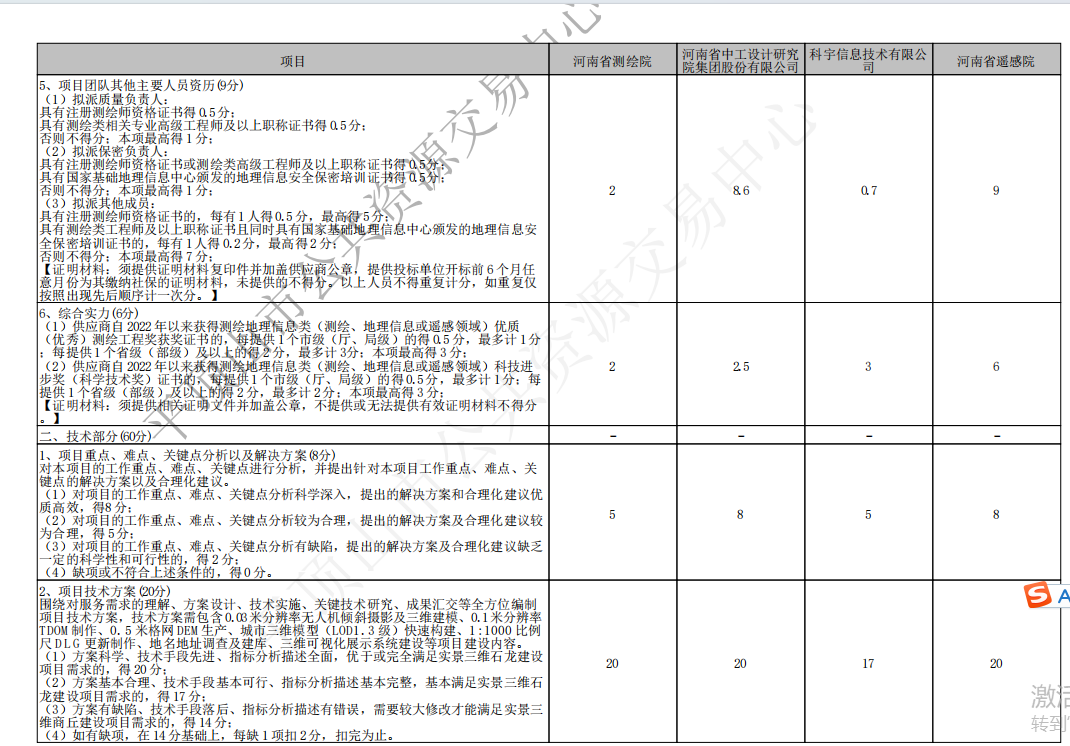 项目
河南省测绘院
河南省中工设计研究
院集团股份有限公司
科宇信息技术有限公
司
河南省遥感院
5、项目团队其他主要人员资历(9分)
(1)拟派质量负责人:
具有注册测绘师资格证书得0.5分;
具有测绘类相关专业高级工程师及以上职称证书得0.5分;
否则不得分;本项最高得1分;
(2)拟派保密负责人:
具有注册测绘师资格证书或测绘类高级工程师及以上职称证书得0.5分;
具有国家基础地理信息中心颁发的地理信息安全保密培训证书得0.5分;
否则不得分;本项最高得1分;
(3)拟派其他成员:
具有注册测绘师资格证书的,每有1人得0.5分,最高得5分;
具有测绘类工程师及以上职称证书且同时具有国家基础地理信息中心颁发的地理信息安
全保密培训证书的,每有1人得0.2分,最高得2分;
否则不得分;本项最高得7分;
【证明材料:须提供证明材料复印件并加盖供应商公章,提供投标单位开标前6个月任
意月份为其缴纳社保的证明材料,未提供的不得分。以上人员不得重复计分,如重复仅
按照出现先后顺序计一次分。】
2
8.6
0.7
9
6、综合实力(6分)
(1)供应商自2022年以来获得测绘地理信息类(测绘、地理信息或遥感领域)优质
(优秀)测绘工程奖获奖证书的,每提供1个市级(厅、局级)的得0.5分,最多计1分
;每提供1个省级(部级)及以上的得2分,最多计3分;本项最高得3分;
(2)供应商自2022年以来获得测绘地理信息类(测绘、地理信息或遥感领域)科技进
步奖(科学技术奖)证书的,每提供1个市级(厅、局级)的得0.5分,最多计1分;每
提供1个省级(部级)及以上的得2分,最多计2分;本项最高得3分;
【证明材料:须提供相关证明文件并加盖公章,不提供或无法提供有效证明材料不得分
。】
2
2.5
3
6
二、技术部分(60分)
–
–
–
–
1、项目重点、难点、关键点分析以及解决方案(8分)
对本项目的工作重点、难点、关键点进行分析,并提出针对本项目工作重点、难点、关
键点的解决方案以及合理化建议。
(1)对项目的工作重点、难点、关键点分析科学深入,提出的解决方案和合理化建议优
质高效,得8分;
(2)对项目的工作重点、难点、关键点分析较为合理,提出的解决方案及合理化建议较
为合理,得5分;
(3)对项目的工作重点、难点、关键点分析有缺陷,提出的解决方案及合理化建议缺乏
一定的科学性和可行性的,得2分;
(4)缺项或不符合上述条件的,得0分。
5
8
5
8
2、项目技术方案(20分)
围绕对服务需求的理解、方案设计、技术实施、关键技术研究、成果汇交等全方位编制
项目技术方案,技术方案需包含0.03米分辨率无人机倾斜摄影及三维建模、0.1米分辨率
TDOM制作、0.5米格网DEM生产、城市三维模型(LOD1.3级)快速构建、1:1000比例
尺DLG更新制作、地名地址调查及建库、三维可视化展示系统建设等项目建设内容。
(1)方案科学、技术手段先进、指标分析描述全面,优于或完全满足实景三维石龙建设
项目需求的,得20分;
(2)方案基本合理、技术手段基本可行、指标分析描述基本完整,基本满足实景三维石
龙建设项目需求的,得17分;
(3)方案有缺陷、技术手段落后、指标分析描述有错误,需要较大修改才能满足实景三
维商丘建设项目需求的,得14分;
(4)如有缺项,在14分基础上,每缺1项扣2分,扣完为止。
20
20
17
20
平顶山市公共资源交易中心
顶山市公共资源交易中心
S
A
激活
转到"